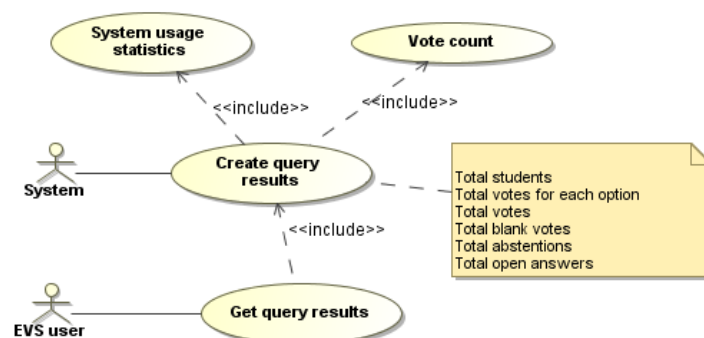 System usage
statistics
Vote count
<<include>>
<<include>>
Create query
results
System
Total students
Total votes for each option
Total votes
Total blank votes
Total abstentions
Total open answers
<<include>>
Get query results
EVS user